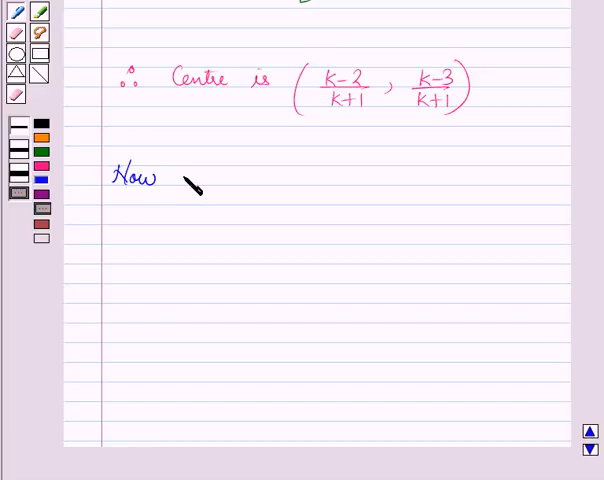 ∴ Centre is ( (k-2)/(k+1) , (k-3)/(k+1) )
Now